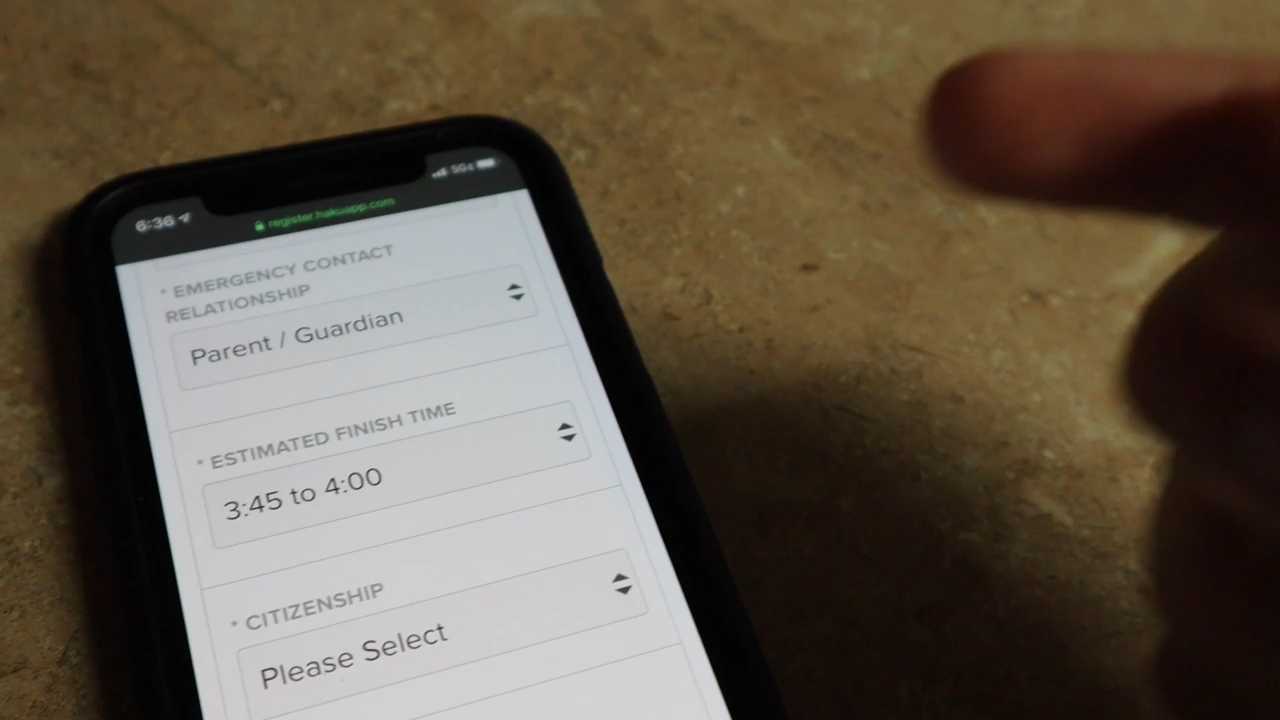 6:36
5G
register.hakuapp.com
* EMERGENCY CONTACT
RELATIONSHIP
Parent / Guardian
* ESTIMATED FINISH TIME
3:45 to 4:00
* CITIZENSHIP
Please Select